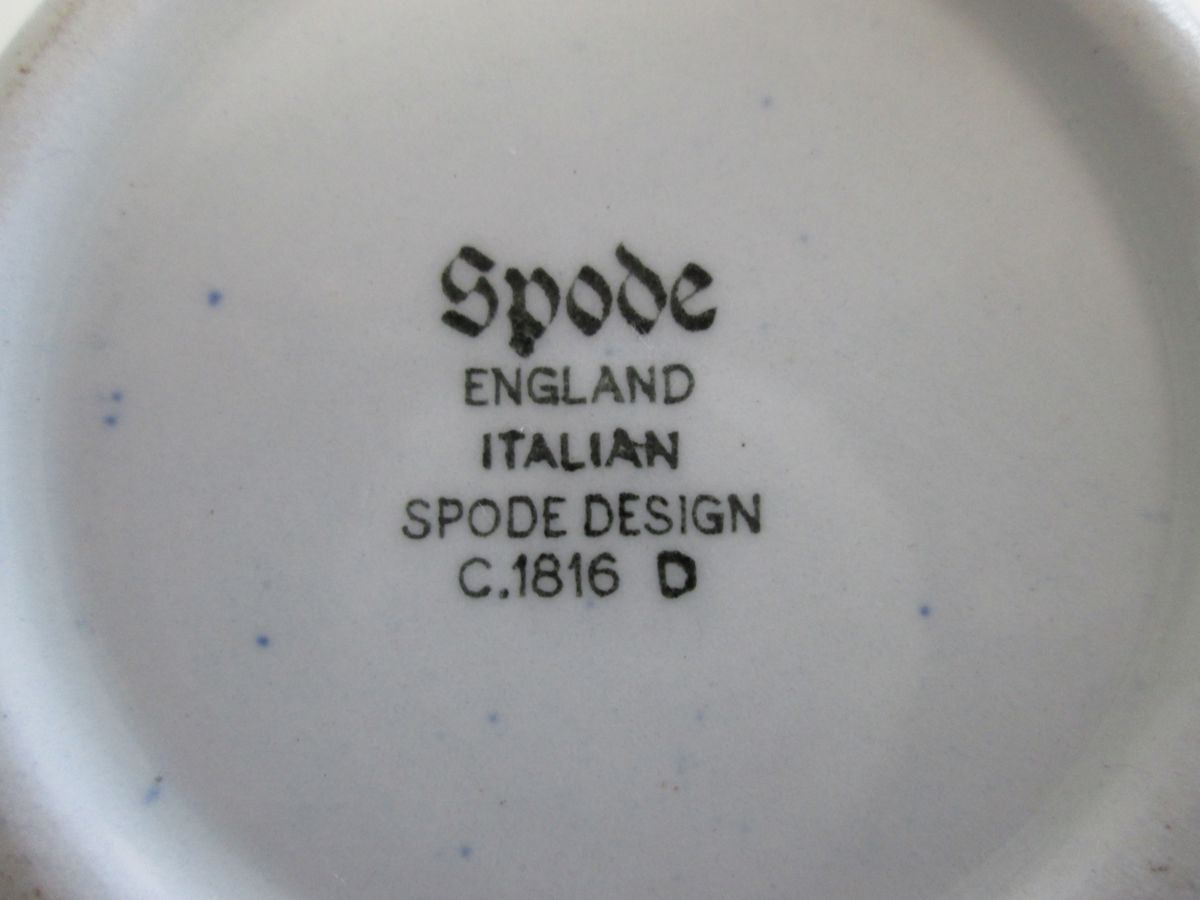 Spode
ENGLAND
ITALIAN
SPODE DESIGN
C.1816 D